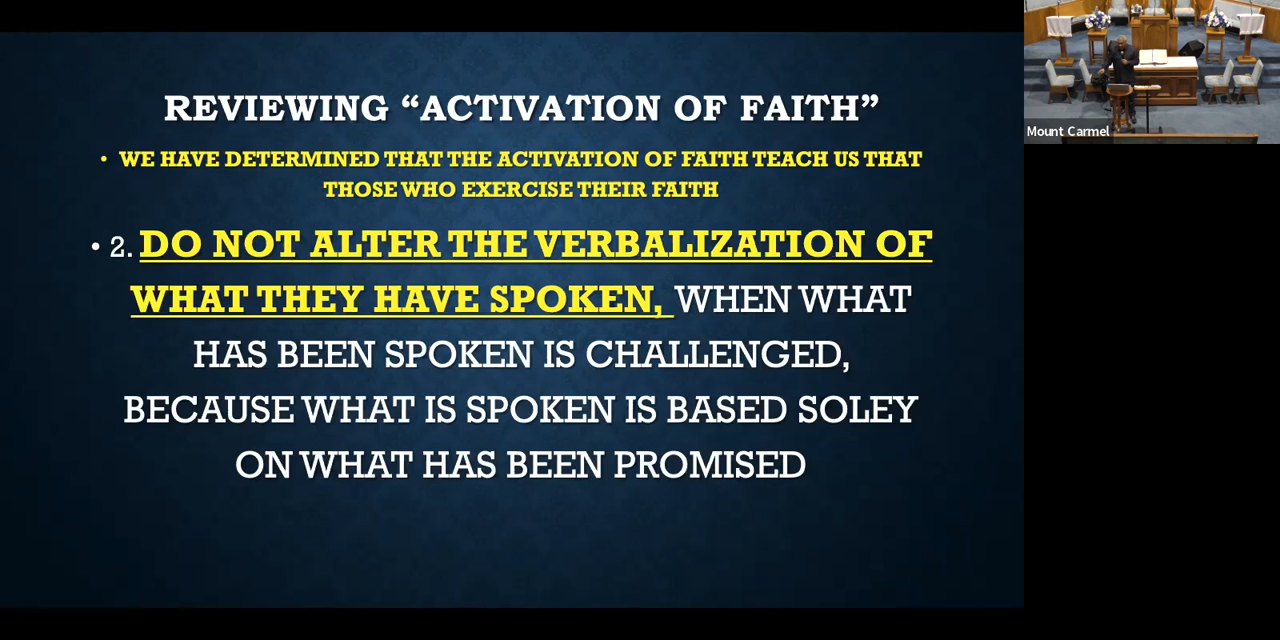 REVIEWING “ACTIVATION OF FAITH”
• WE HAVE DETERMINED THAT THE ACTIVATION OF FAITH TEACH US THAT
THOSE WHO EXERCISE THEIR FAITH
• 2. DO NOT ALTER THE VERBALIZATION OF
WHAT THEY HAVE SPOKEN, WHEN WHAT
HAS BEEN SPOKEN IS CHALLENGED,
BECAUSE WHAT IS SPOKEN IS BASED SOLEY
ON WHAT HAS BEEN PROMISED
Mount Carmel